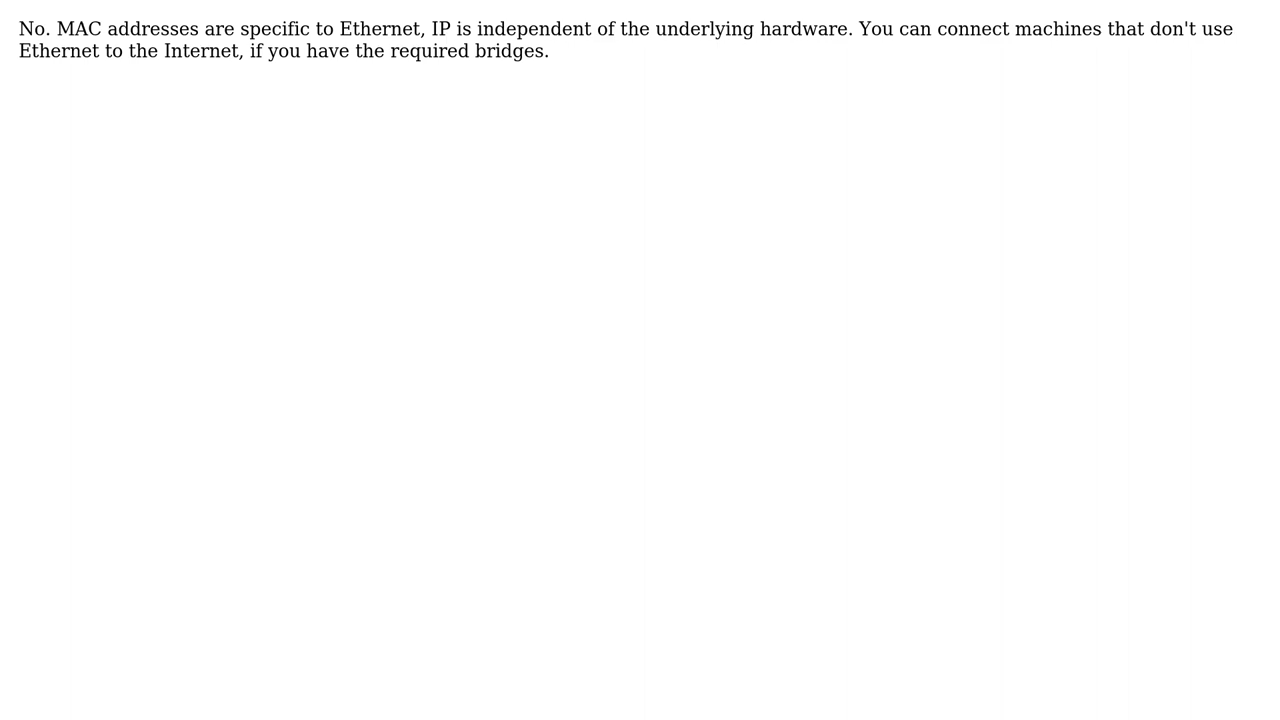 No. MAC addresses are specific to Ethernet, IP is independent of the underlying hardware. You can connect machines that don't use
Ethernet to the Internet, if you have the required bridges.